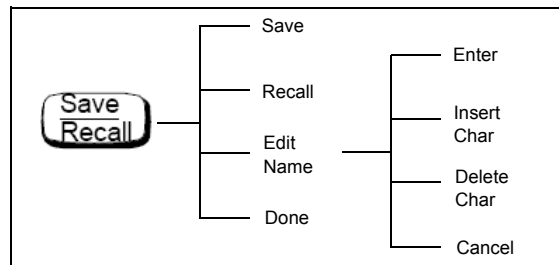 Save
Recall
Save
Recall
Edit
Name
Done
Enter
Insert
Char
Delete
Char
Cancel